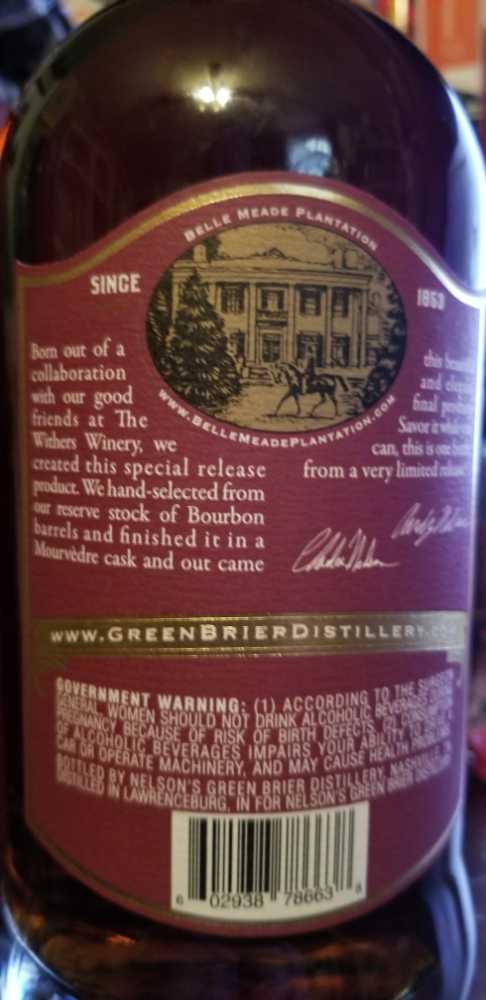 BELLE MEADE PLANTATION
SINCE
1853
WWW.BELLEMEADEPLANTATION.COM
Born out of a
collaboration
with our good
friends at The
Withers Winery, we
created this special release
product. We hand-selected from
our reserve stock of Bourbon
barrels and finished it in a
Mourvèdre cask and out came
this
and
final
Savor it while
can, this is one
from a very limited release
WWW.GREENBRIERDISTILLERY.COM
GOVERNMENT WARNING: (1) ACCORDING TO THE SURGEON
GENERAL, WOMEN SHOULD NOT DRINK ALCOHOLIC BEVERAGES DURING
PREGNANCY BECAUSE OF RISK OF BIRTH DEFECTS. (2) CONSUMPTION
OF ALCOHOLIC BEVERAGES IMPAIRS YOUR ABILITY TO DRIVE A
CAR OR OPERATE MACHINERY, AND MAY CAUSE HEALTH PROBLEMS.
BOTTLED BY NELSON'S GREEN BRIER DISTILLERY, NASHVILLE, TN
DISTILLED IN LAWRENCEBURG, IN FOR NELSON'S GREEN BRIER DISTILLERY
6 02938 78663 8